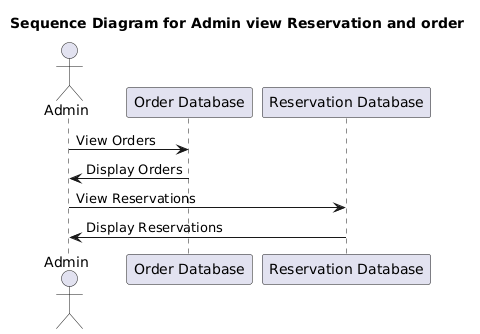 Sequence Diagram for Admin view Reservation and order
Admin
Order Database
Reservation Database
View Orders
Display Orders
View Reservations
Display Reservations
Admin
Order Database
Reservation Database